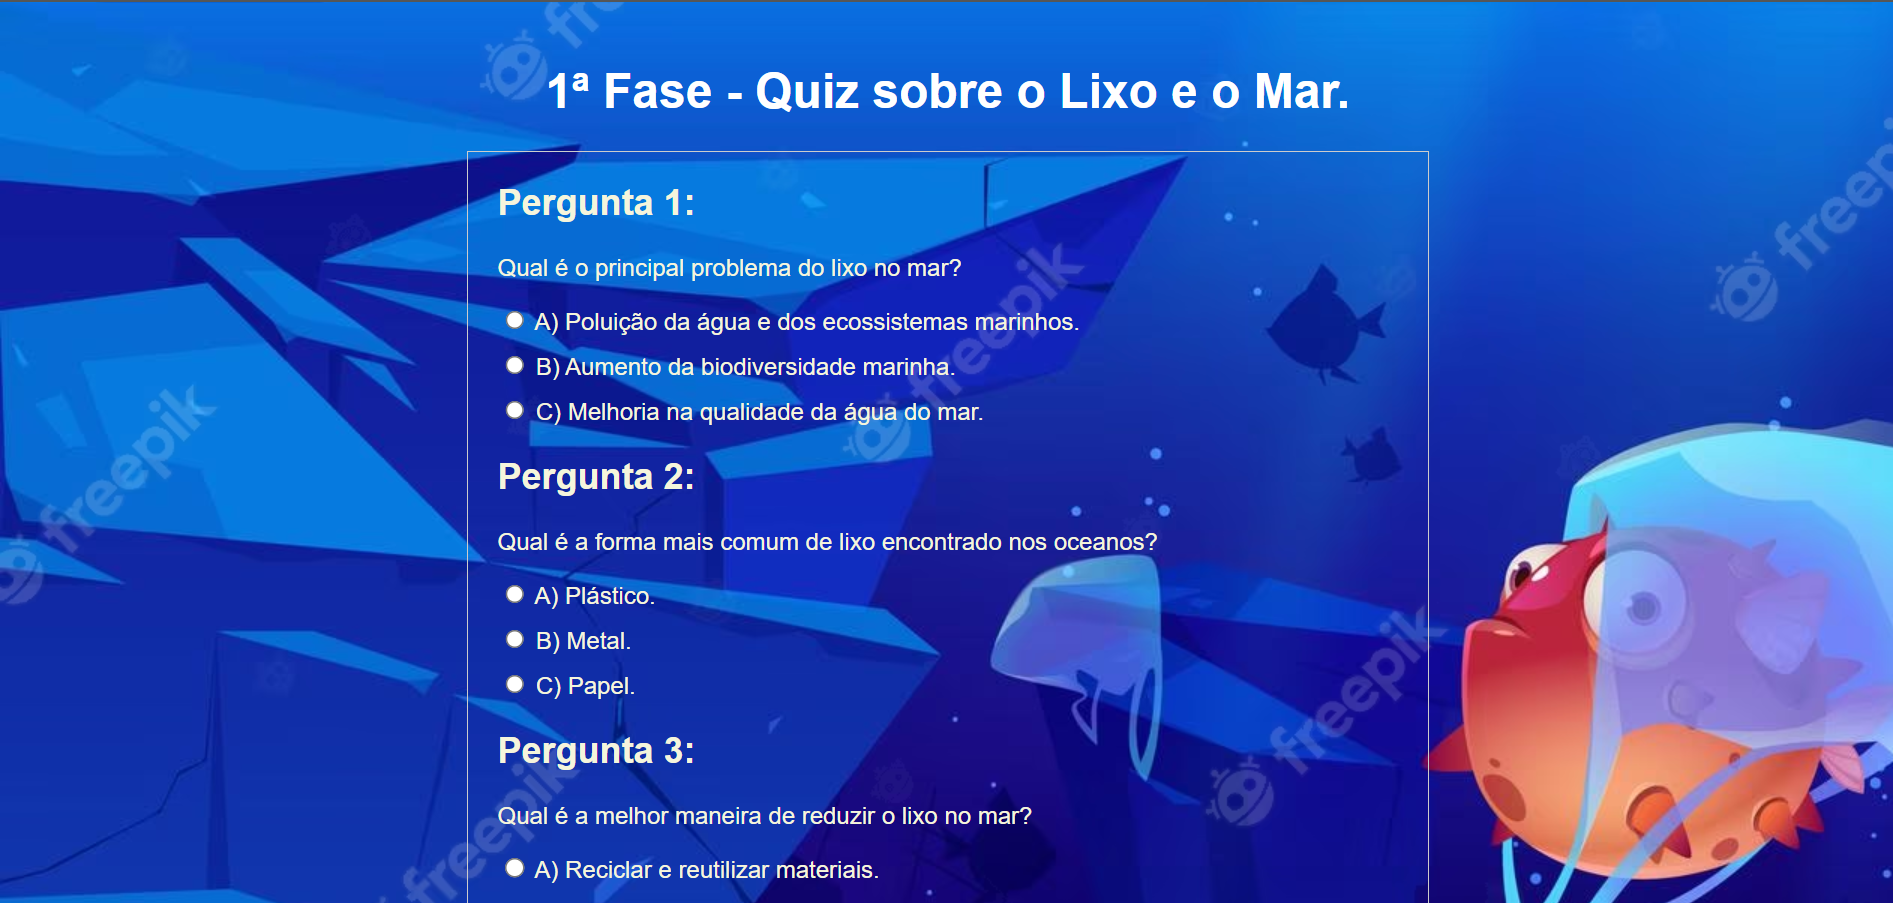 1ª Fase - Quiz sobre o Lixo e o Mar.
Pergunta 1:
Qual é o principal problema do lixo no mar?
A) Poluição da água e dos ecossistemas marinhos.
B) Aumento da biodiversidade marinha.
C) Melhoria na qualidade da água do mar.
Pergunta 2:
Qual é a forma mais comum de lixo encontrado nos oceanos?
A) Plástico.
B) Metal.
C) Papel.
Pergunta 3:
Qual é a melhor maneira de reduzir o lixo no mar?
A) Reciclar e reutilizar materiais.
freepik
freepik
freepik
freepik